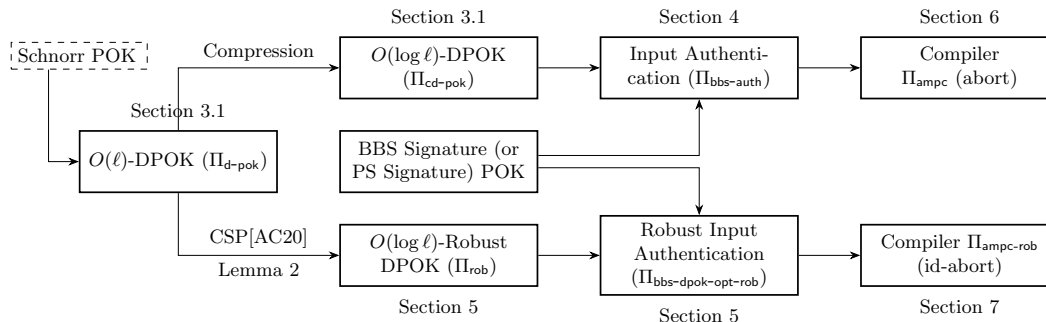 Section 3.1
Section 4
Section 6
Schnorr POK
Compression
O(log ℓ)-DPOK
(Π_cd-pok)
Input Authenti-
cation (Π_bbs-auth)
Compiler
Π_ampc (abort)
Section 3.1
O(ℓ)-DPOK (Π_d-pok)
BBS Signature (or
PS Signature) POK
CSP[AC20]
Lemma 2
O(log ℓ)-Robust
DPOK (Π_rob)
Robust Input
Authentication
(Π_bbs-dpok-opt-rob)
Compiler Π_ampc-rob
(id-abort)
Section 5
Section 5
Section 7